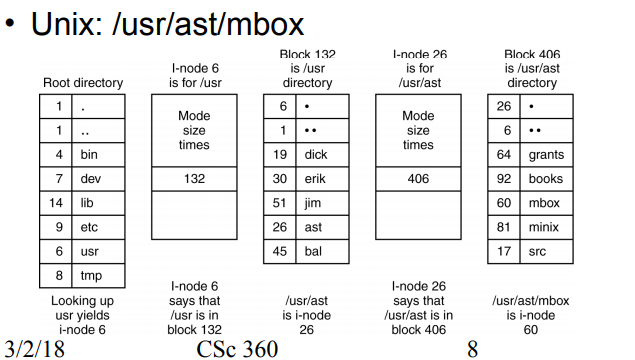 • Unix: /usr/ast/mbox
Root directory
1 .
1 ..
4 bin
7 dev
14 lib
9 etc
6 usr
8 tmp
Looking up
usr yields
i-node 6
I-node 6
is for /usr
Mode
size
times
132
I-node 6
says that
/usr is in
block 132
Block 132
is /usr
directory
6 •
1 ••
19 dick
30 erik
51 jim
26 ast
45 bal
/usr/ast
is i-node
26
I-node 26
is for
/usr/ast
Mode
size
times
406
I-node 26
says that
/usr/ast is in
block 406
Block 406
is /usr/ast
directory
26 •
6 ••
64 grants
92 books
60 mbox
81 minix
17 src
/usr/ast/mbox
is i-node
60
3/2/18 CSc 360 8